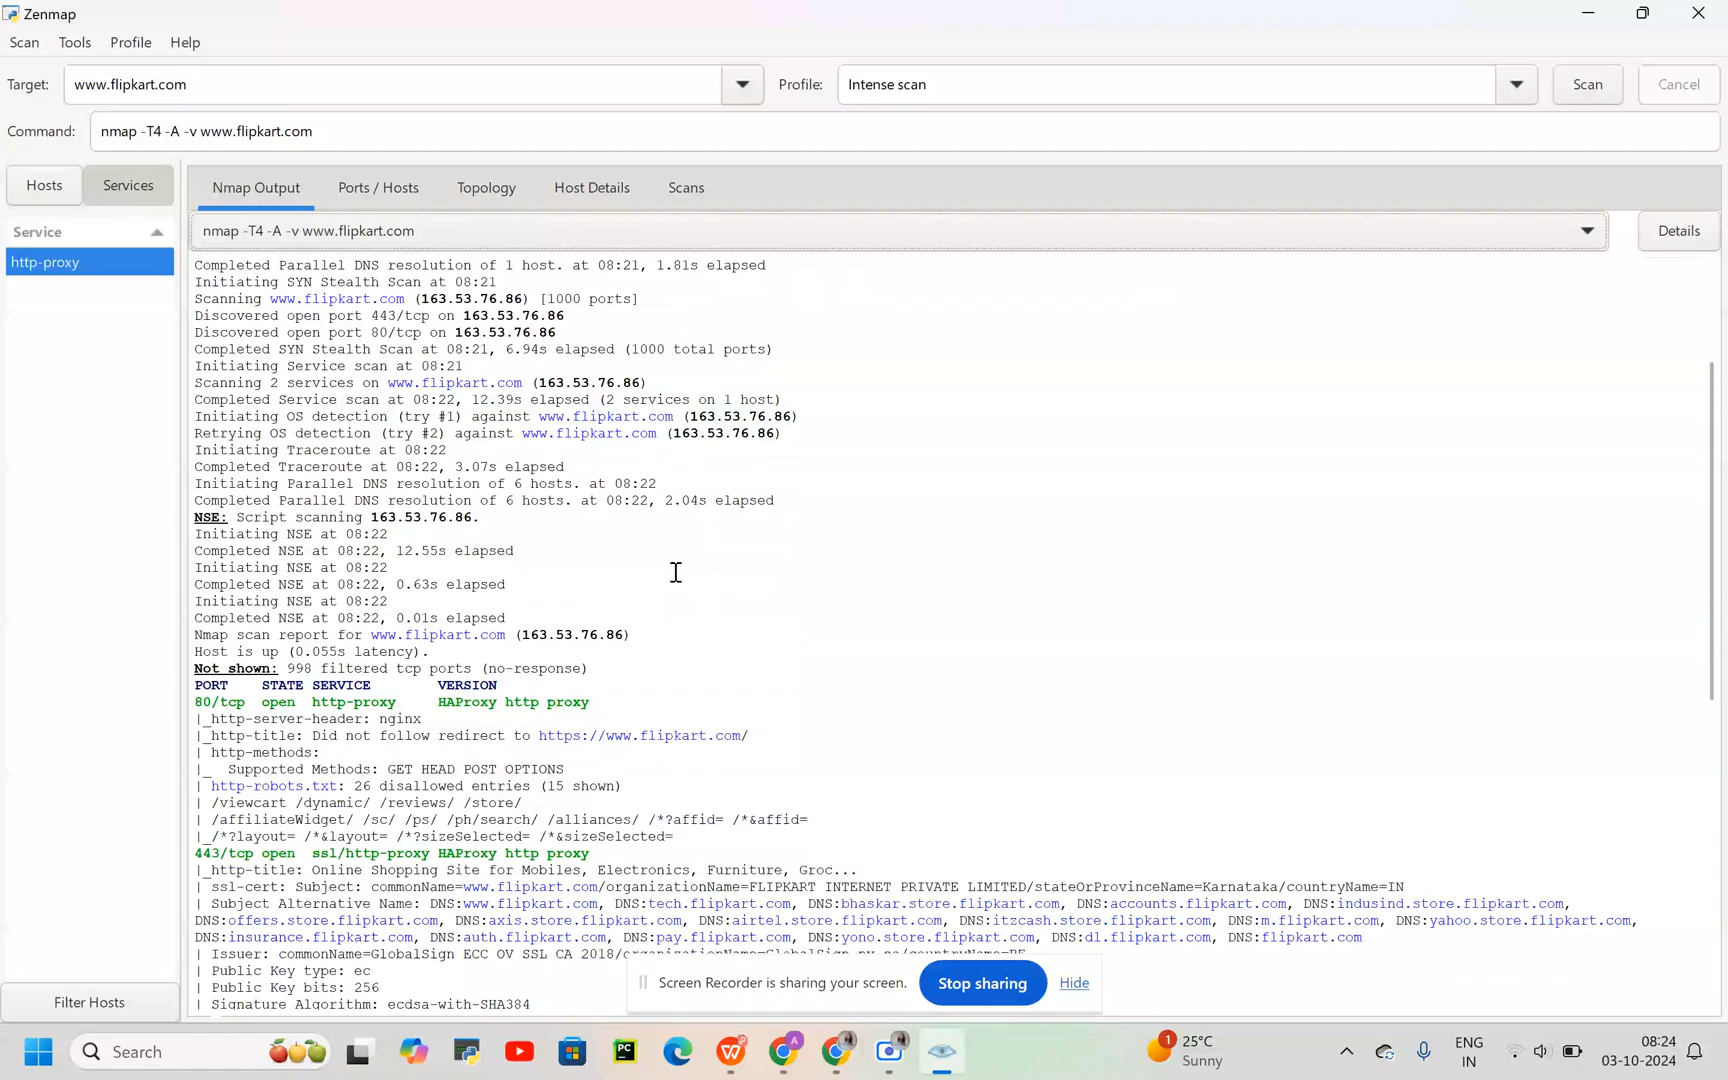 Zenmap
Scan Tools Profile Help
Target: www.flipkart.com Profile: Intense scan Scan Cancel
Command: nmap -T4 -A -v www.flipkart.com
Hosts Services
Nmap Output Ports / Hosts Topology Host Details Scans
Service
nmap -T4 -A -v www.flipkart.com Details
http-proxy
Completed Parallel DNS resolution of 1 host. at 08:21, 1.81s elapsed
Initiating SYN Stealth Scan at 08:21
Scanning www.flipkart.com (163.53.76.86) [1000 ports]
Discovered open port 443/tcp on 163.53.76.86
Discovered open port 80/tcp on 163.53.76.86
Completed SYN Stealth Scan at 08:21, 6.94s elapsed (1000 total ports)
Initiating Service scan at 08:21
Scanning 2 services on www.flipkart.com (163.53.76.86)
Completed Service scan at 08:22, 12.39s elapsed (2 services on 1 host)
Initiating OS detection (try #1) against www.flipkart.com (163.53.76.86)
Retrying OS detection (try #2) against www.flipkart.com (163.53.76.86)
Initiating Traceroute at 08:22
Completed Traceroute at 08:22, 3.07s elapsed
Initiating Parallel DNS resolution of 6 hosts. at 08:22
Completed Parallel DNS resolution of 6 hosts. at 08:22, 2.04s elapsed
NSE: Script scanning 163.53.76.86.
Initiating NSE at 08:22
Completed NSE at 08:22, 12.55s elapsed
Initiating NSE at 08:22
Completed NSE at 08:22, 0.63s elapsed
Initiating NSE at 08:22
Completed NSE at 08:22, 0.01s elapsed
Nmap scan report for www.flipkart.com (163.53.76.86)
Host is up (0.055s latency).
Not shown: 998 filtered tcp ports (no-response)
PORT STATE SERVICE VERSION
80/tcp open http-proxy HAProxy http proxy
|_http-server-header: nginx
|_http-title: Did not follow redirect to https://www.flipkart.com/
| http-methods:
|_ Supported Methods: GET HEAD POST OPTIONS
| http-robots.txt: 26 disallowed entries (15 shown)
| /viewcart /dynamic/ /reviews/ /store/
| /affiliateWidget/ /sc/ /ps/ /ph/search/ /alliances/ /*?affid= /*&affid=
|_/*?layout= /*&layout= /*?sizeSelected= /*&sizeSelected=
443/tcp open ssl/http-proxy HAProxy http proxy
|_http-title: Online Shopping Site for Mobiles, Electronics, Furniture, Groc...
| ssl-cert: Subject: commonName=www.flipkart.com/organizationName=FLIPKART INTERNET PRIVATE LIMITED/stateOrProvinceName=Karnataka/countryName=IN
| Subject Alternative Name: DNS:www.flipkart.com, DNS:tech.flipkart.com, DNS:bhaskar.store.flipkart.com, DNS:accounts.flipkart.com, DNS:indusind.store.flipkart.com,
DNS:offers.store.flipkart.com, DNS:axis.store.flipkart.com, DNS:airtel.store.flipkart.com, DNS:itzcash.store.flipkart.com, DNS:m.flipkart.com, DNS:yahoo.store.flipkart.com,
DNS:insurance.flipkart.com, DNS:auth.flipkart.com, DNS:pay.flipkart.com, DNS:yono.store.flipkart.com, DNS:dl.flipkart.com, DNS:flipkart.com
| Issuer: commonName=GlobalSign ECC OV SSL CA 2018/organizationName=GlobalSign nv-sa/countryName=BE
| Public Key type: ec
| Public Key bits: 256
| Signature Algorithm: ecdsa-with-SHA384
Screen Recorder is sharing your screen. Stop sharing Hide
Filter Hosts
Search
1 25°C
Sunny
ENG
IN
08:24
03-10-2024